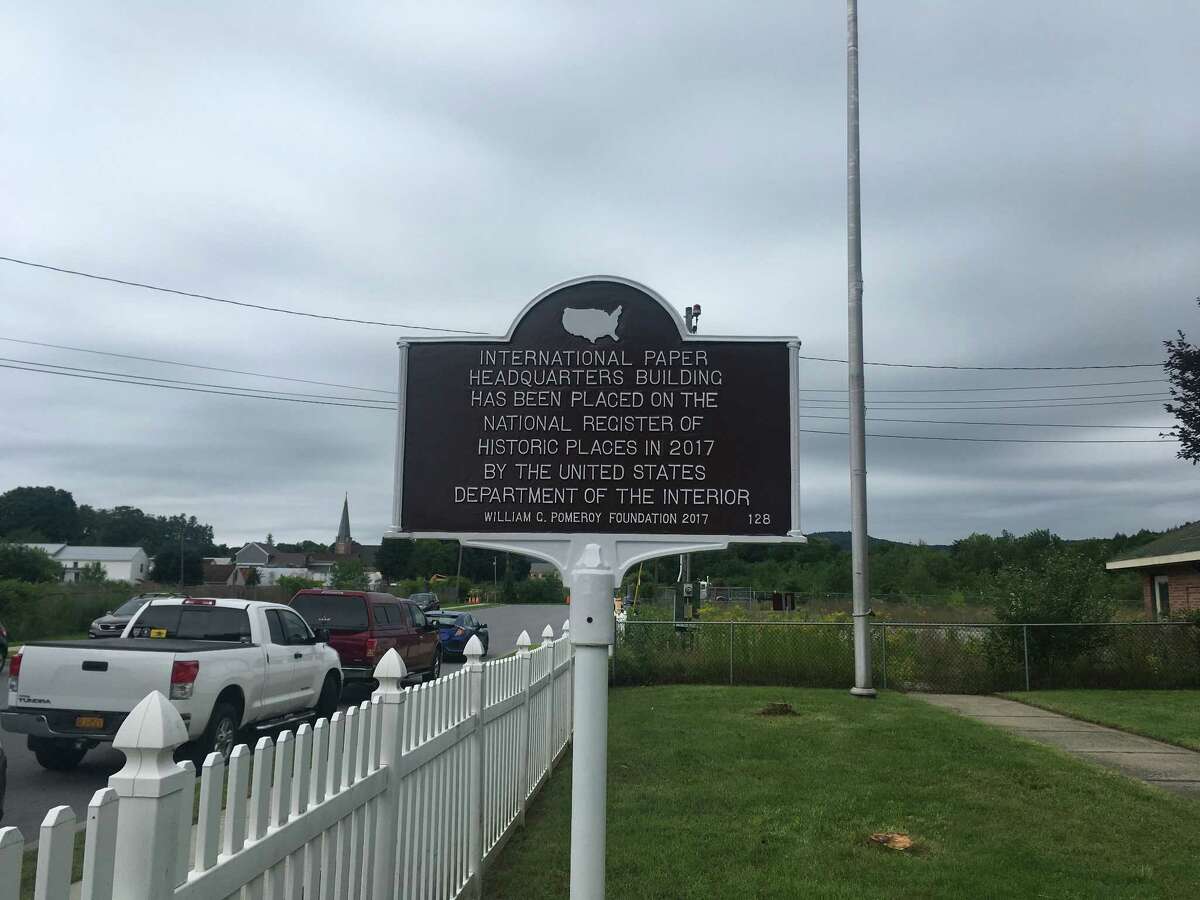 INTERNATIONAL PAPER
HEADQUARTERS BUILDING
HAS BEEN PLACED ON THE
NATIONAL REGISTER OF
HISTORIC PLACES IN 2017
BY THE UNITED STATES
DEPARTMENT OF THE INTERIOR
WILLIAM G. POMEROY FOUNDATION 2017 128
TUNDRA